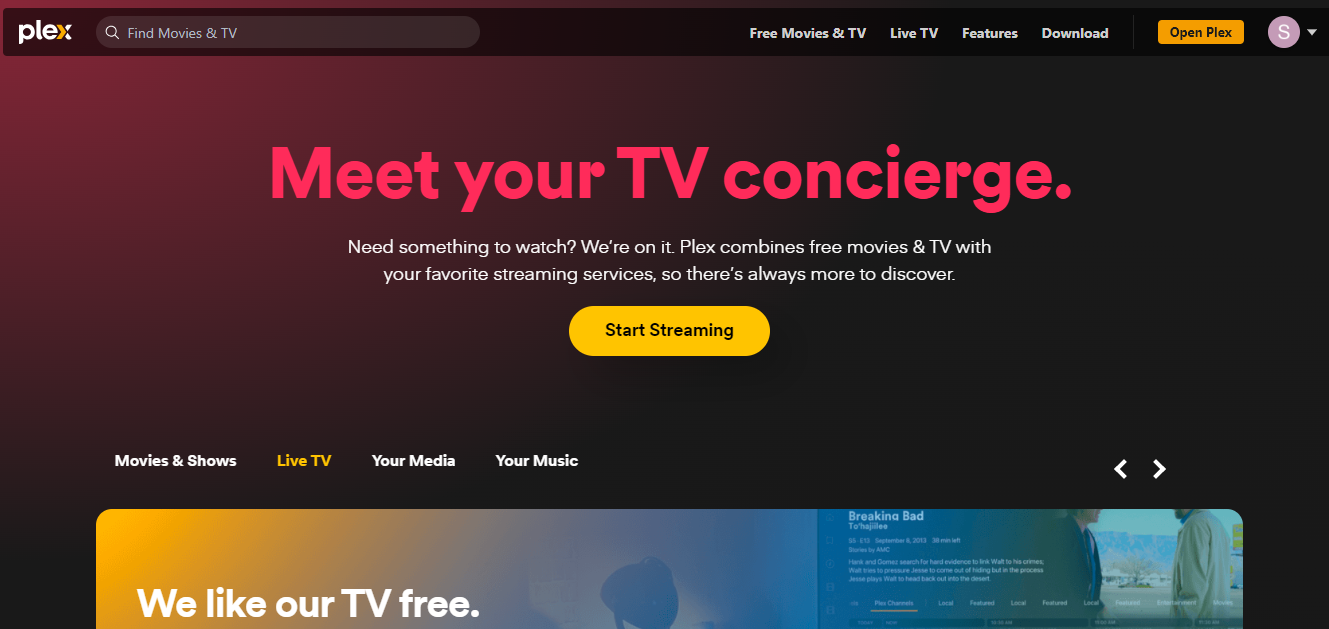 plex
Find Movies & TV
Free Movies & TV
Live TV
Features
Download
Open Plex
S
Meet your TV concierge.
Need something to watch? We’re on it. Plex combines free movies & TV with
your favorite streaming services, so there’s always more to discover.
Start Streaming
Movies & Shows
Live TV
Your Media
Your Music
We like our TV free.
Breaking Bad
To'hajiilee
S5 · E13 September 8, 2013 38 min left
Stories by AMC
Hank and Gomez search for hard evidence to link Walt to his crimes;
Walt tries to pressure Jesse to come out of hiding but in the process
Jesse plays Walt to head back out into the desert.
Plex Channels
Local
Featured
Local
Featured
Local
Featured
Entertainment
Movies